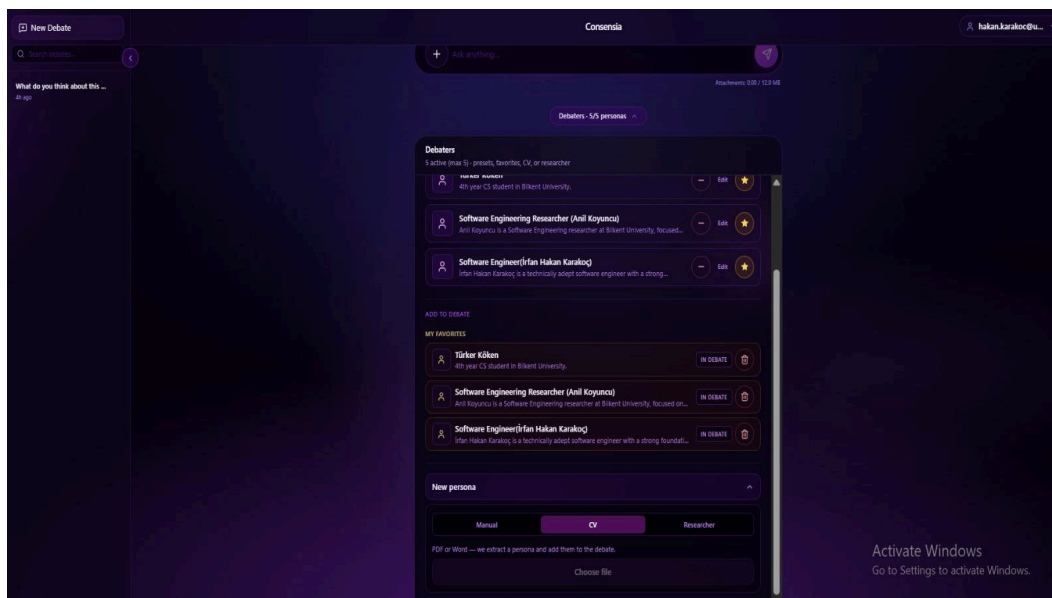 New Debate
Consensia
hakan.karakoc@u...
Search debates...
Ask anything...
What do you think about this ...
4h ago
Attachments: 0.00 / 12.0 MB
Debaters - 5/5 personas
Debaters
5 active (max 5) - presets, favorites, CV, or researcher
Türker Köken
4th year CS student in Bilkent University.
Edit
Software Engineering Researcher (Anil Koyuncu)
Anil Koyuncu is a Software Engineering researcher at Bilkent University, focused...
Edit
Software Engineer(İrfan Hakan Karakoç)
İrfan Hakan Karakoç is a technically adept software engineer with a strong...
Edit
ADD TO DEBATE
MY FAVORITES
Türker Köken
4th year CS student in Bilkent University.
IN DEBATE
Software Engineering Researcher (Anil Koyuncu)
Anil Koyuncu is a Software Engineering researcher at Bilkent University, focused on...
IN DEBATE
Software Engineer(İrfan Hakan Karakoç)
İrfan Hakan Karakoç is a technically adept software engineer with a strong foundati...
IN DEBATE
New persona
Manual
CV
Researcher
PDF or Word — we extract a persona and add them to the debate.
Choose file
Activate Windows
Go to Settings to activate Windows.